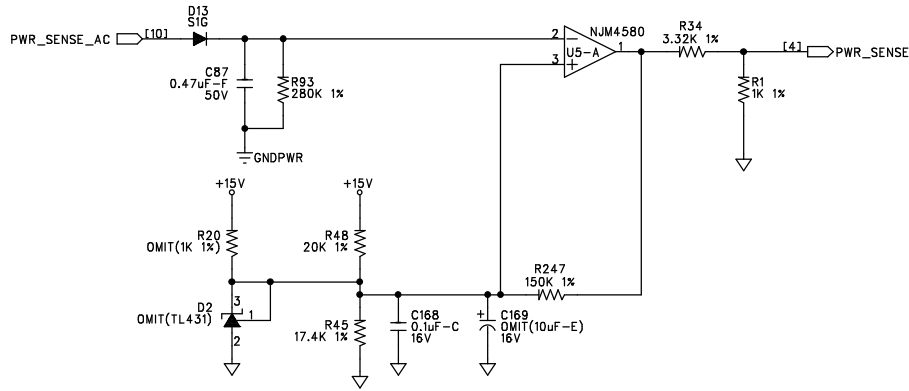 D13
S1G
PWR_SENSE_AC
[10]
C87
0.47uF-F
50V
R93
280K 1%
GNDPWR
2
3
NJM4580
U5-A
1
R34
3.32K 1%
[4]
PWR_SENSE
R1
1K 1%
+15V
+15V
R20
OMIT(1K 1%)
R48
20K 1%
R247
150K 1%
D2
OMIT(TL431)
3
1
2
R45
17.4K 1%
C168
0.1uF-C
16V
+
C169
OMIT(10uF-E)
16V